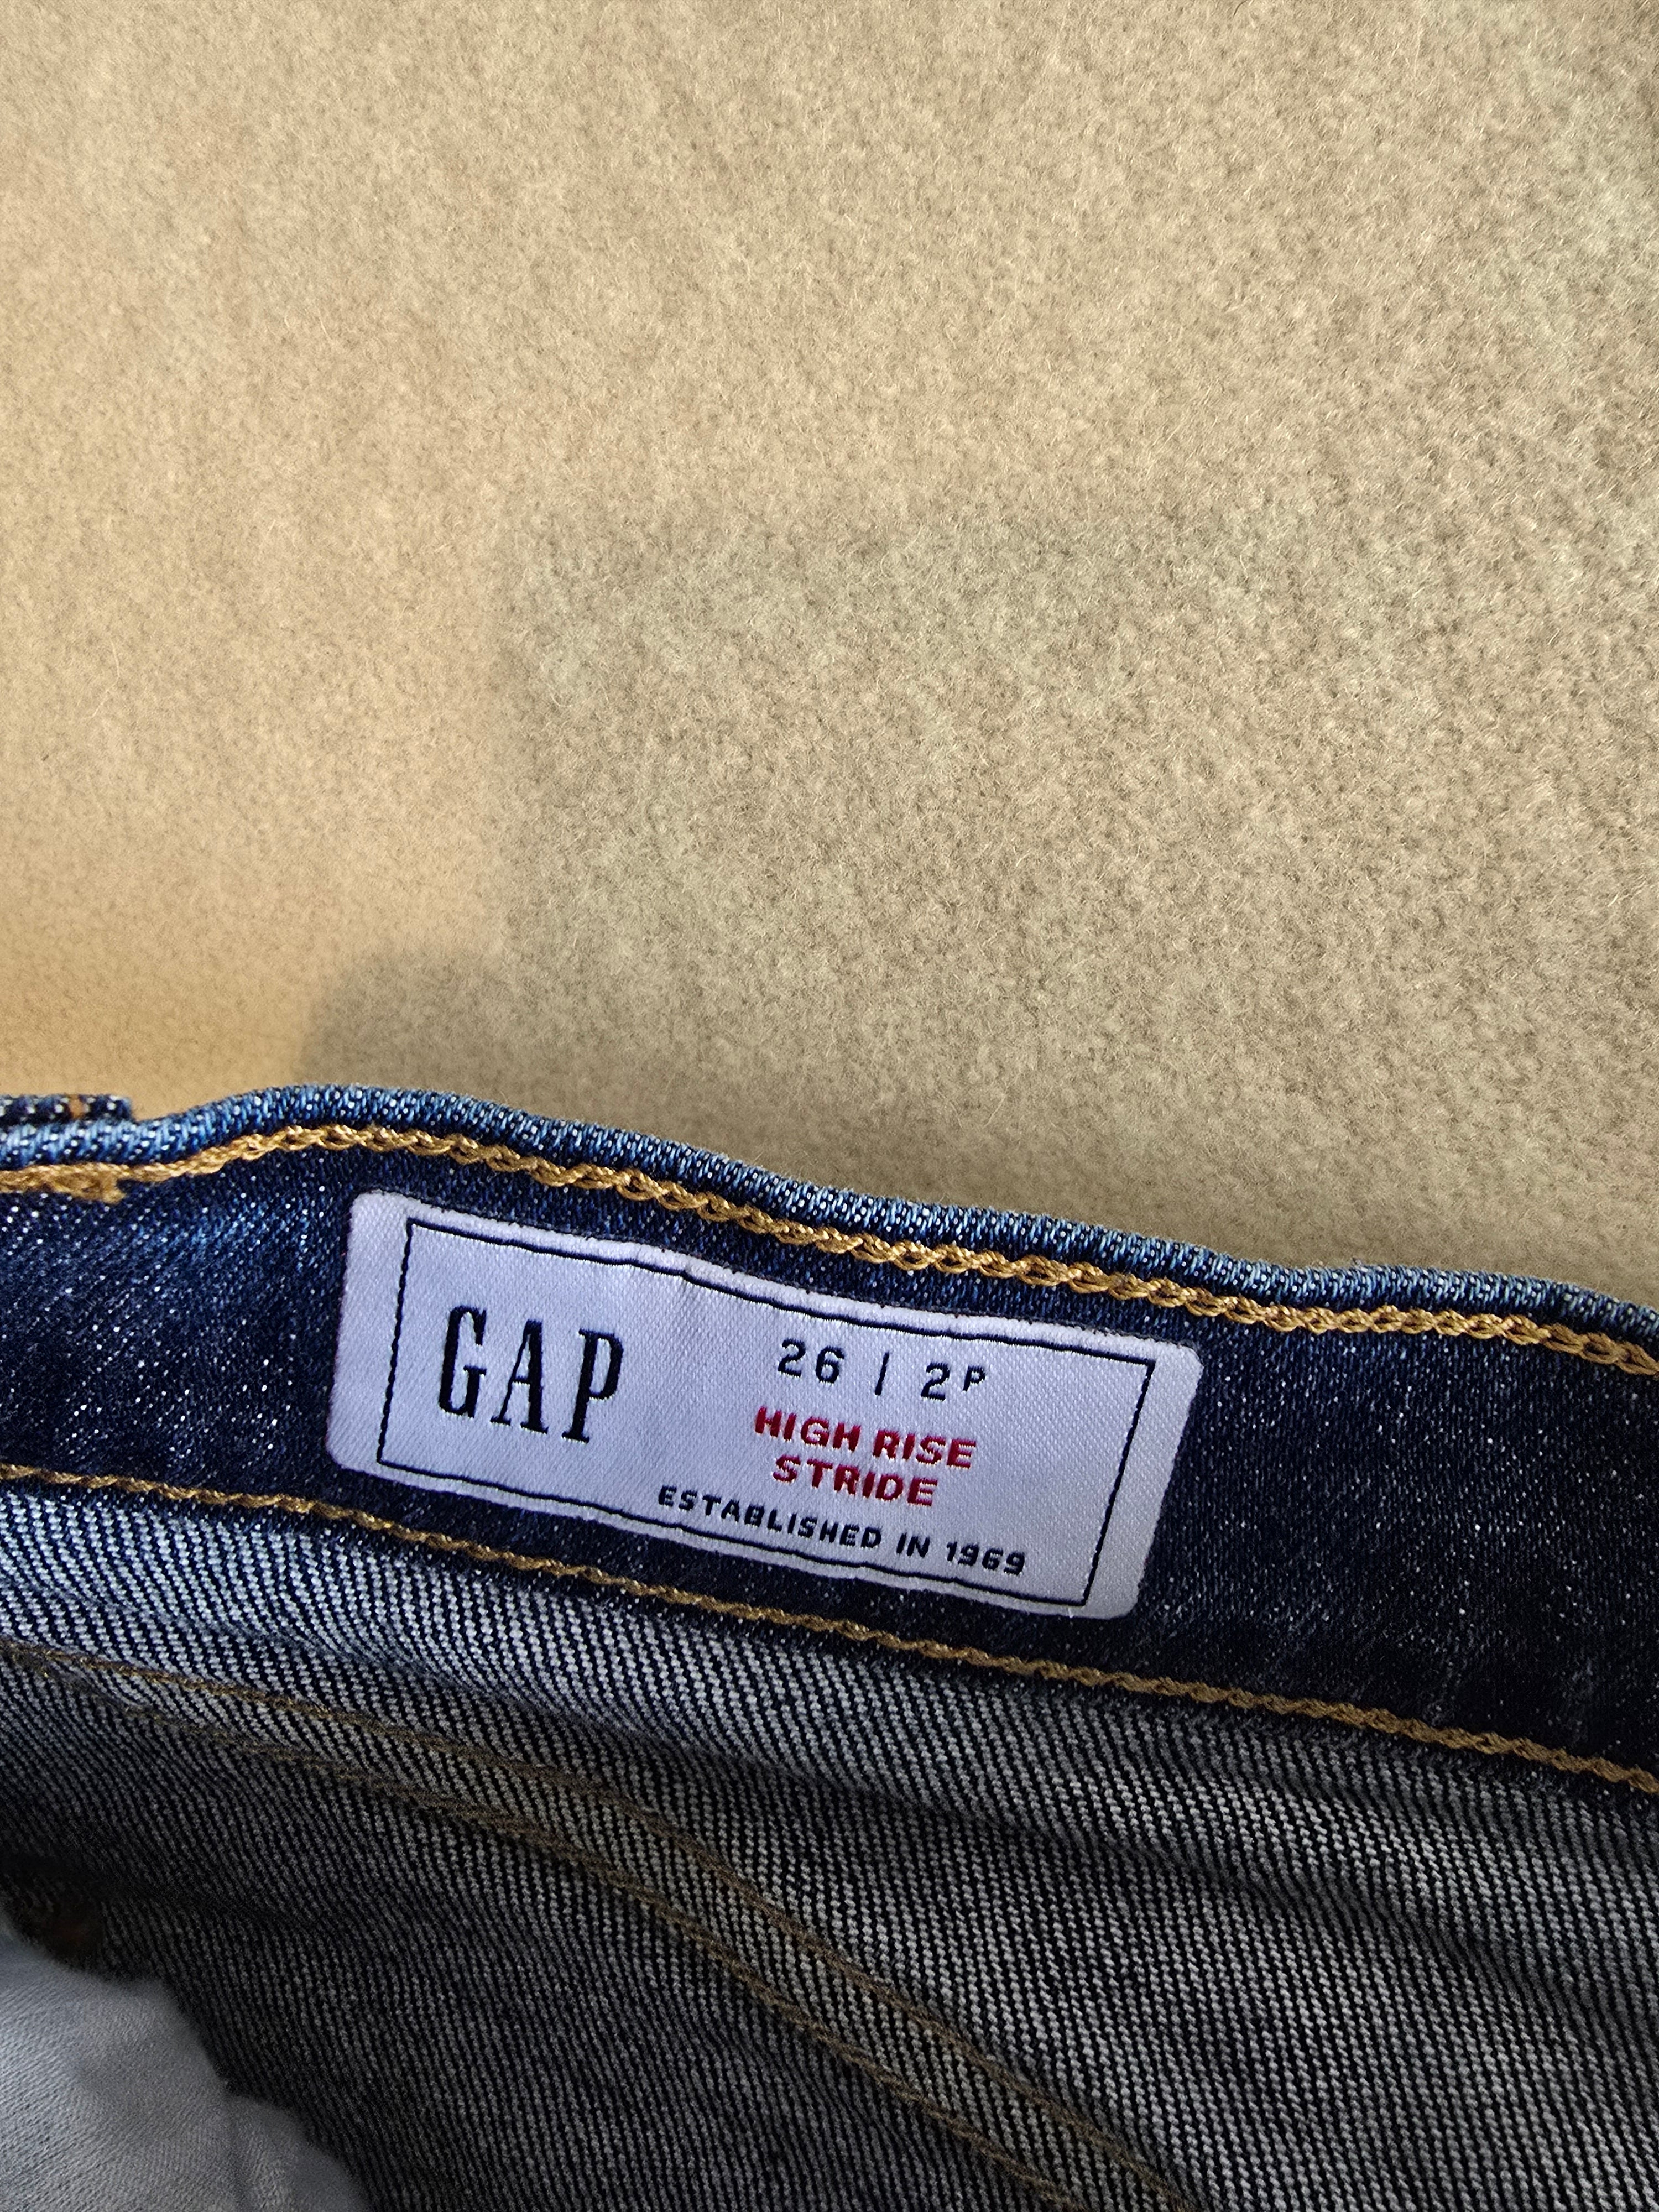 GAP
26 | 2P
HIGH RISE
STRIDE
ESTABLISHED IN 1969